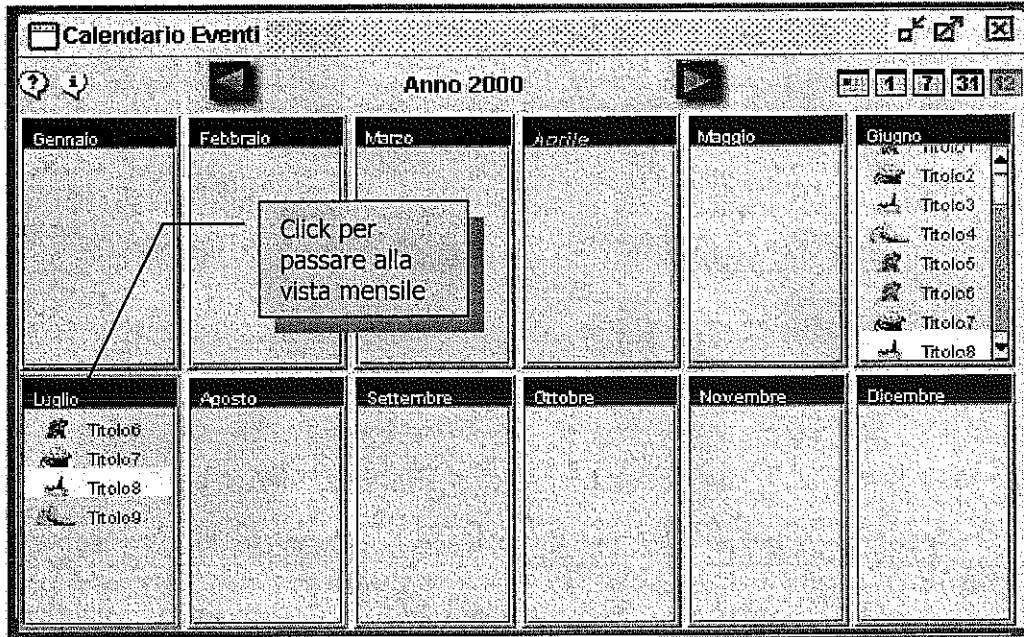 Calendario Eventi
Anno 2000
1 7 31 12
Gennaio Febbraio Marzo Aprile Maggio Giugno
Titolo1
Titolo2
Titolo3
Titolo4
Titolo5
Titolo6
Titolo7
Titolo8
Click per
passare alla
vista mensile
Luglio Agosto Settembre Ottobre Novembre Dicembre
Titolo6
Titolo7
Titolo8
Titolo9